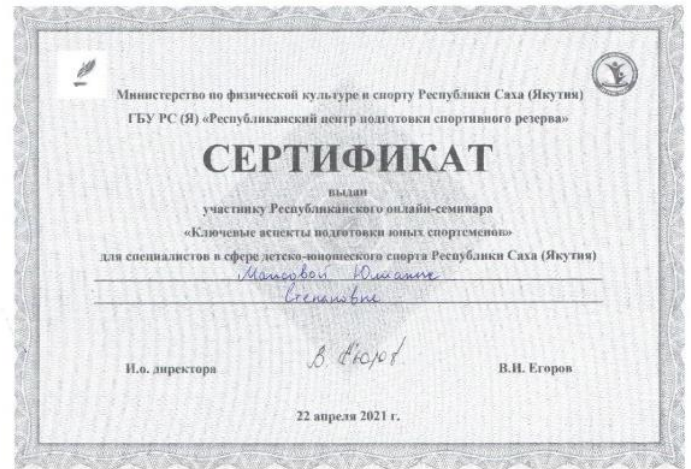 Министерство по физической культуре и спорту Республики Саха (Якутия)
ГБУ РС (Я) «Республиканский центр подготовки спортивного резерва»
СЕРТИФИКАТ
выдан
участнику Республиканского онлайн-семинара
«Ключевые аспекты подготовки юных спортсменов»
для специалистов в сфере детско-юношеского спорта Республики Саха (Якутия)
Степановне
И.о. директора
В.И. Егоров
22 апреля 2021 г.